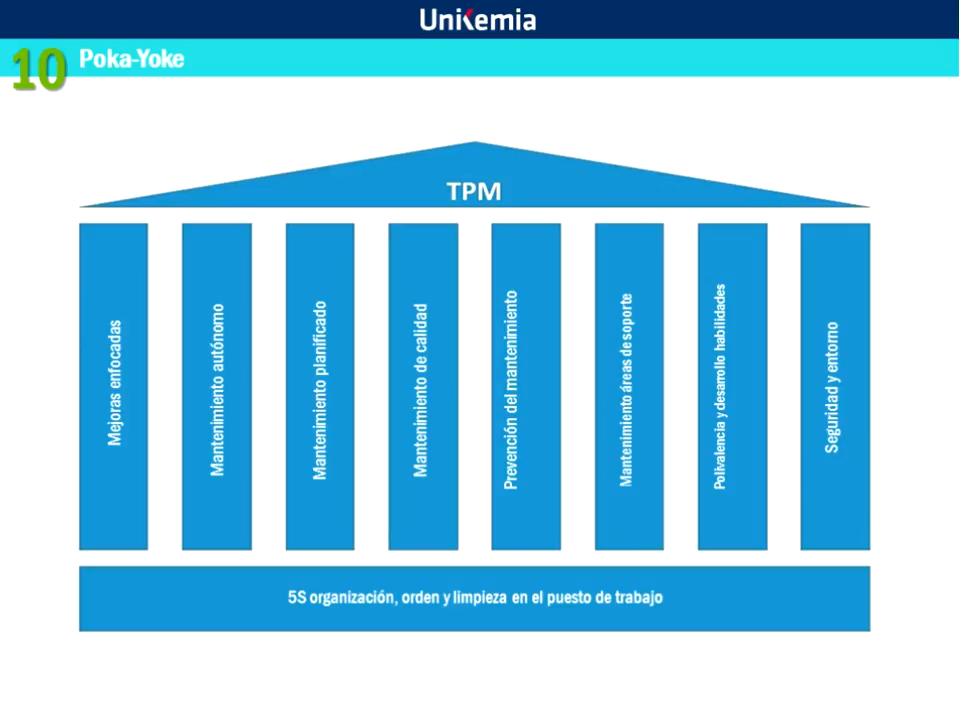 Unikemia
10
Poka-Yoke
TPM
Mejoras enfocadas
Mantenimiento autónomo
Mantenimiento planificado
Mantenimiento de calidad
Prevención del mantenimiento
Mantenimiento áreas de soporte
Polivalencia y desarrollo habilidades
Seguridad y entorno
5S organización, orden y limpieza en el puesto de trabajo